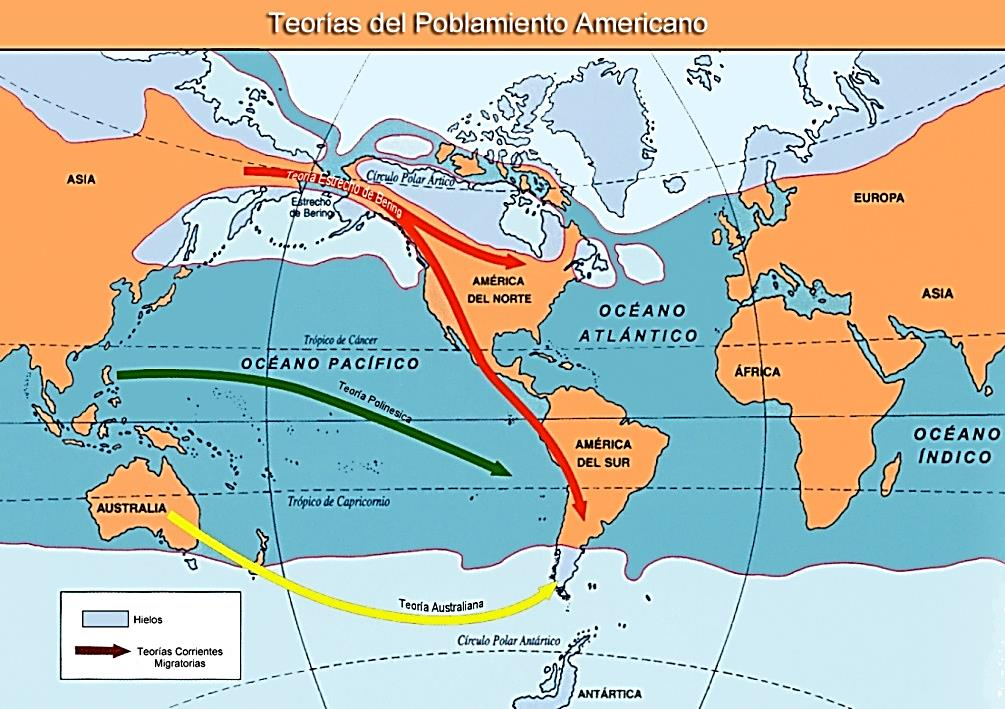 Teorías del Poblamiento Americano
ASIA
Teoría Estrecho de Bering
Estrecho
de Bering
Círculo Polar Ártico
EUROPA
AMÉRICA
DEL NORTE
OCÉANO
ATLÁNTICO
ASIA
Trópico de Cáncer
OCÉANO PACÍFICO
Teoría Polinesica
ÁFRICA
AMÉRICA
DEL SUR
OCÉANO
ÍNDICO
Trópico de Capricornio
AUSTRALIA
Teoría Australiana
Círculo Polar Antártico
ANTÁRTICA
Hielos
Teorías Corrientes
Migratorias